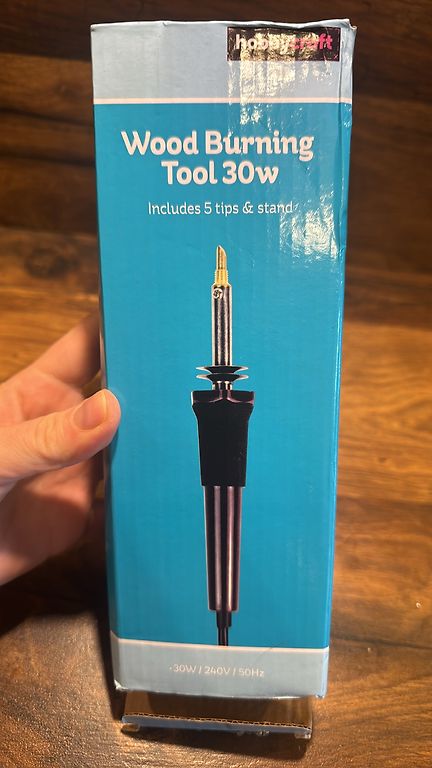 hobbycraft
Wood Burning
Tool 30w
Includes 5 tips & stand
-30W / 240V / 50Hz